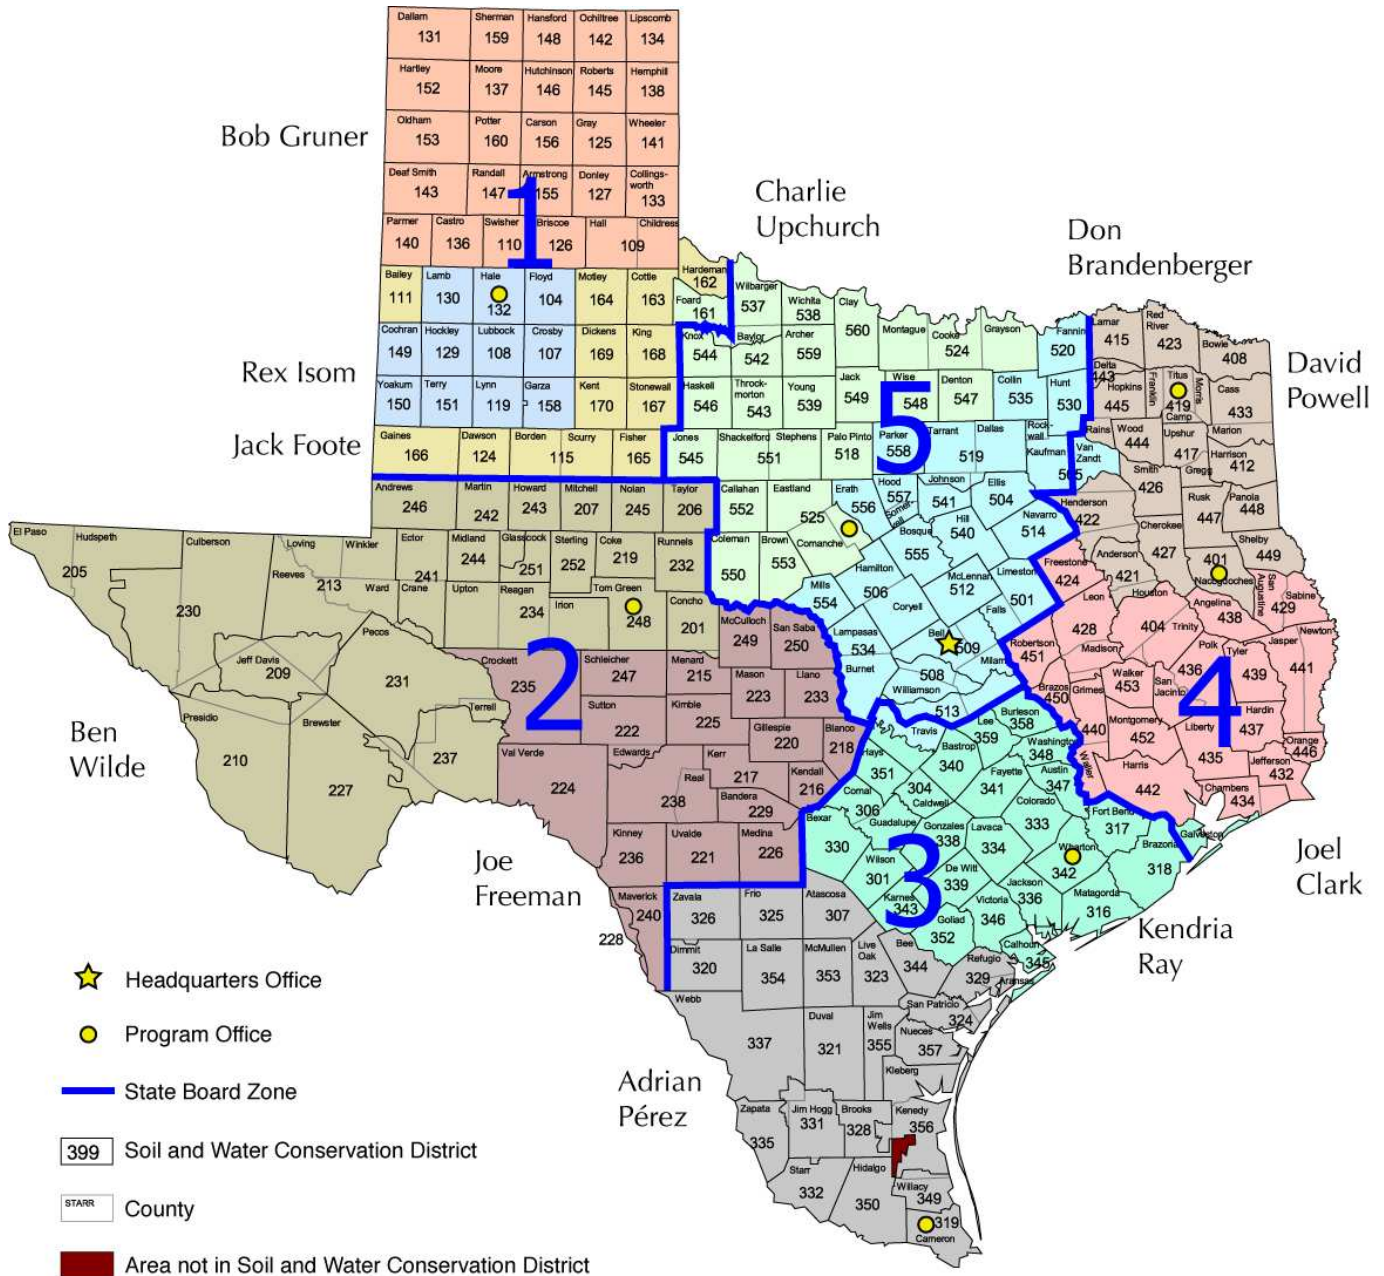 Dallam Sherman Hansford Ochiltree Lipscomb
131 159 148 142 134
Hartley Moore Hutchinson Roberts Hemphill
152 137 146 145 138
Oldham Potter Carson Gray Wheeler
Bob Gruner 153 160 156 125 141
Deaf Smith Randall Armstrong Donley Collings-
worth
143 147 155 127 133
1
Parmer Castro Swisher Briscoe Hall Childress
140 136 110 126 109
Charlie
Upchurch
Don
Brandenberger
Bailey Lamb Hale Floyd Motley Cottle Hardeman
111 130 132 104 164 163 162
Foard
161
Wilbarger
537
Wichita
538
Clay
560
Montague
Cooke
524
Grayson
Fannin
520
Lamar
415
Red
River
423
Bowie
408
Cochran Hockley Lubbock Crosby Dickens King
149 129 108 107 169 168
Knox
544
Baylor
542
Archer
559
Rex Isom
David
Powell
Yoakum Terry Lynn Garza Kent Stonewall
150 151 119 158 170 167
Haskell
546
Throck-
morton
543
Young
539
Jack
549
Wise
548
Denton
547
Collin
535
Hunt
530
Delta
443
Hopkins
445
Franklin
Titus
419
Morris
Camp
Cass
433
5
Jack Foote
Gaines Dawson Borden Scurry Fisher
166 124 115 165
Jones
545
Shackelford Stephens
551
Palo Pinto
518
Parker
558
Tarrant Dallas
519
Rock-
wall
Kaufman
505
Van
Zandt
Rains
Wood
444
Upshur
417
Marion
Harrison
412
Gregg
Smith
426
Andrews Martin Howard Mitchell Nolan Taylor
246 242 243 207 245 206
Callahan
552
Eastland
525
Erath
556
Hood
557
Somer-
vell
Johnson
541
Ellis
504
Navarro
514
Henderson
422
Rusk
447
Panola
448
Cherokee
427
Shelby
449
El Paso
205
Hudspeth
Culberson
230
Loving Winkler
Reeves
213
Ward
Ector
241
Crane
Midland
244
Glasscock
251
Sterling
252
Coke
219
Runnels
232
Coleman
550
Brown
553
Comanche
Bosque
555
Hill
540
Freestone
424
Anderson
421
401
Nacogdoches
San
Augustine
Sabine
429
Upton
Reagan
234
Irion
Tom Green
248
Concho
201
Mills
554
Hamilton
506
Coryell
McLennan
512
Limestone
501
Falls
Leon
428
Houston
404
Trinity
Angelina
438
Jasper
Newton
441
McCulloch
249
San Saba
250
Lampasas
534
Bell
509
Milam
Robertson
451
Madison
Polk
436
Tyler
439
Pecos
231
Jeff Davis
209
Crockett
235
Schleicher
247
Menard
215
Mason
223
Llano
233
Burnet
508
Williamson
513
Brazos
450
Grimes
440
Walker
453
San
Jacinto
2
4
Hardin
437
Presidio
210
Brewster
227
Terrell
237
Sutton
222
Kimble
225
Gillespie
220
Blanco
218
Travis
Lee
359
Burleson
358
Washington
348
Montgomery
452
Liberty
435
Orange
446
Jefferson
432
Ben
Wilde
Val Verde
224
Edwards
238
Kerr
217
Real
Kendall
216
Bandera
229
Hays
351
Bastrop
340
Fayette
341
Austin
347
Waller
Harris
442
Chambers
434
Comal
306
304
Caldwell
Colorado
333
Fort Bend
317
Galveston
Joe
Freeman
Kinney
236
Uvalde
221
Medina
226
Bexar
330
Guadalupe
Gonzales
338
Lavaca
334
Wharton
342
Brazoria
318
Joel
Clark
Wilson
301
3
De Witt
339
Jackson
336
Matagorda
316
Kendria
Ray
Maverick
240
228
Zavala
326
Frio
325
Atascosa
307
Karnes
343
Goliad
352
Victoria
346
Calhoun
345
Dimmit
320
La Salle
354
McMullen
353
Live
Oak
323
Bee
344
Refugio
329
Aransas
Headquarters Office
Program Office
State Board Zone
399 Soil and Water Conservation District
STARR County
Area not in Soil and Water Conservation District
Webb
337
Duval
321
Jim
Wells
355
San Patricio
324
Nueces
357
Kleberg
Adrian
Pérez
Zapata
335
Jim Hogg
331
Brooks
328
Kenedy
356
Starr
332
Hidalgo
350
Willacy
349
319
Cameron